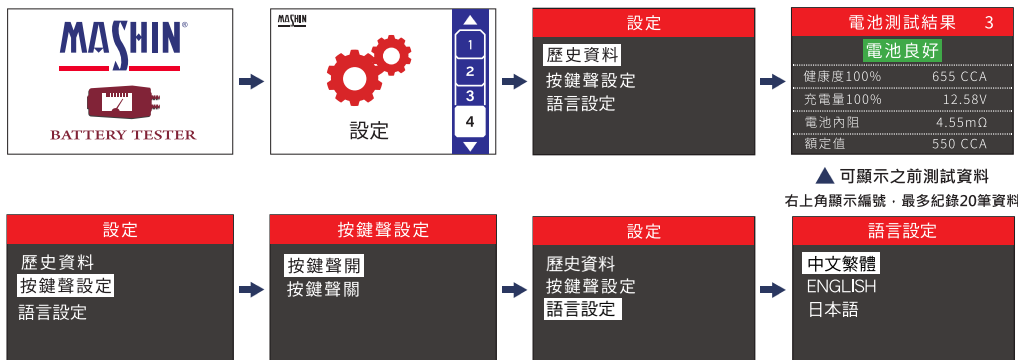 MASHIN
BATTERY TESTER
MASHIN
1
2
3
4
設定
設定
歷史資料
按鍵聲設定
語言設定
電池測試結果 3
電池良好
健康度100% 655 CCA
充電量100% 12.58V
電池內阻 4.55mΩ
額定值 550 CCA
▲ 可顯示之前測試資料
右上角顯示編號，最多紀錄20筆資料
設定
歷史資料
按鍵聲設定
語言設定
按鍵聲設定
按鍵聲開
按鍵聲關
設定
歷史資料
按鍵聲設定
語言設定
語言設定
中文繁體
ENGLISH
日本語